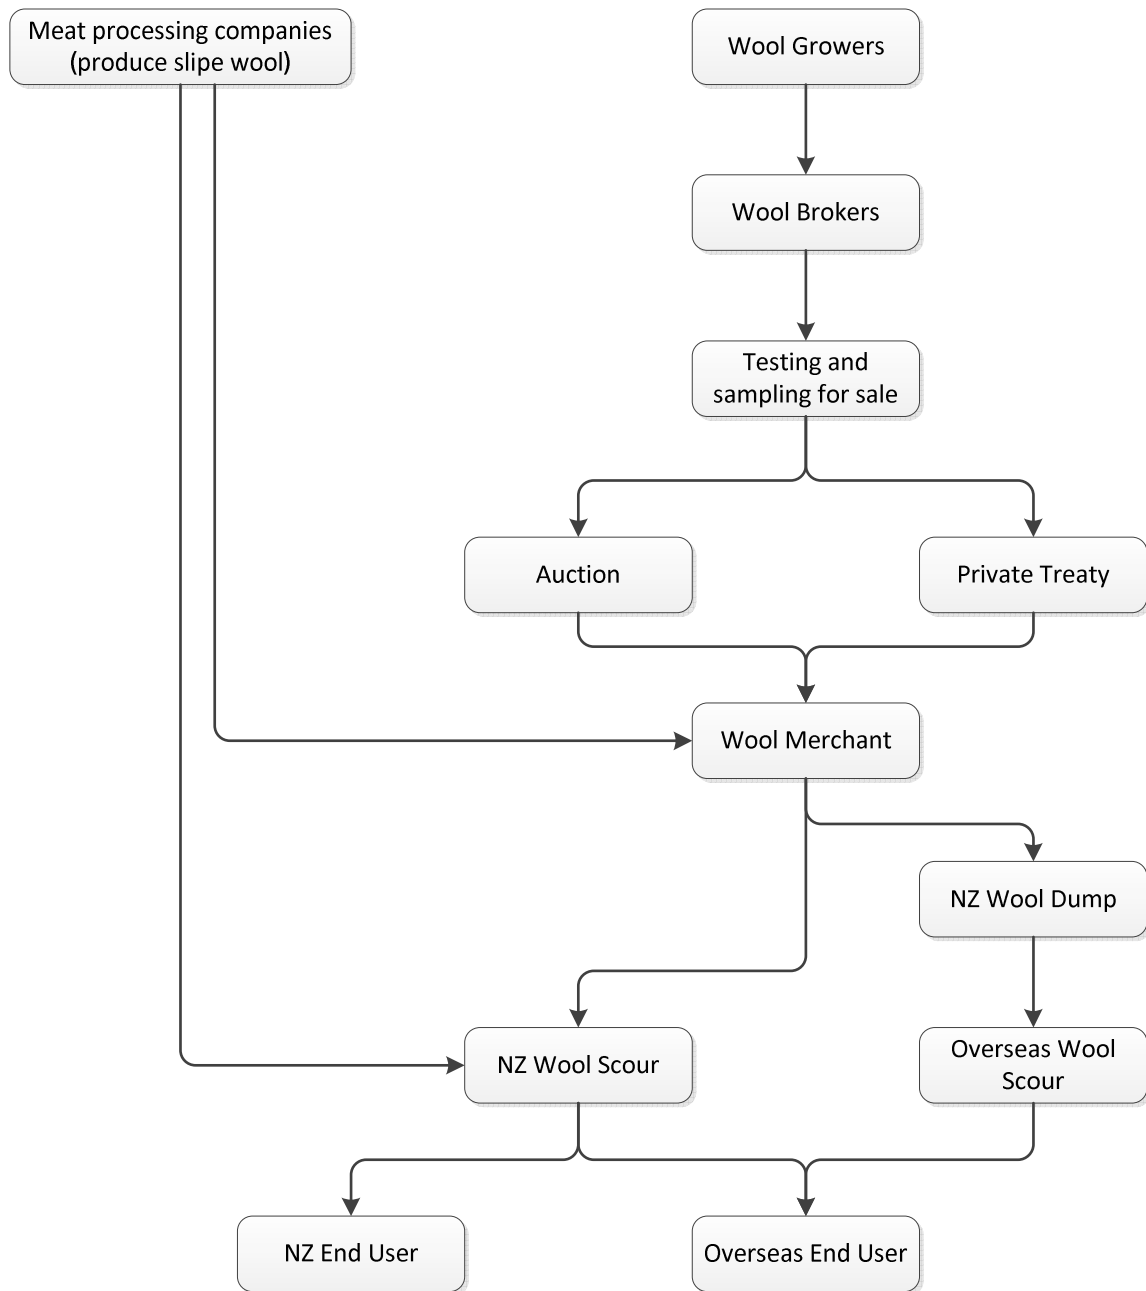 Meat processing companies
(produce slipe wool)
Wool Growers
Wool Brokers
Testing and
sampling for sale
Auction
Private Treaty
Wool Merchant
NZ Wool Dump
NZ Wool Scour
Overseas Wool
Scour
NZ End User
Overseas End User